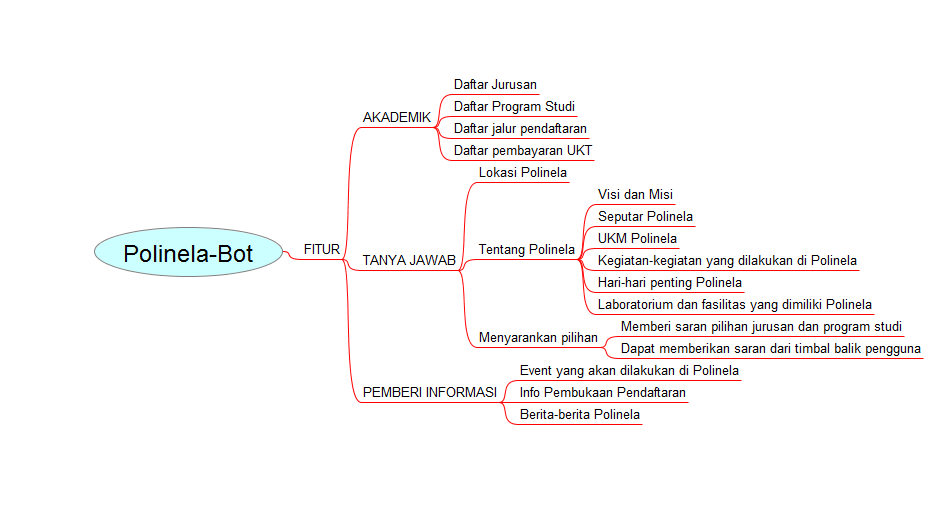 Polinela-Bot
FITUR
AKADEMIK
Daftar Jurusan
Daftar Program Studi
Daftar jalur pendaftaran
Daftar pembayaran UKT
TANYA JAWAB
Lokasi Polinela
Tentang Polinela
Visi dan Misi
Seputar Polinela
UKM Polinela
Kegiatan-kegiatan yang dilakukan di Polinela
Hari-hari penting Polinela
Laboratorium dan fasilitas yang dimiliki Polinela
Menyarankan pilihan
Memberi saran pilihan jurusan dan program studi
Dapat memberikan saran dari timbal balik pengguna
PEMBERI INFORMASI
Event yang akan dilakukan di Polinela
Info Pembukaan Pendaftaran
Berita-berita Polinela